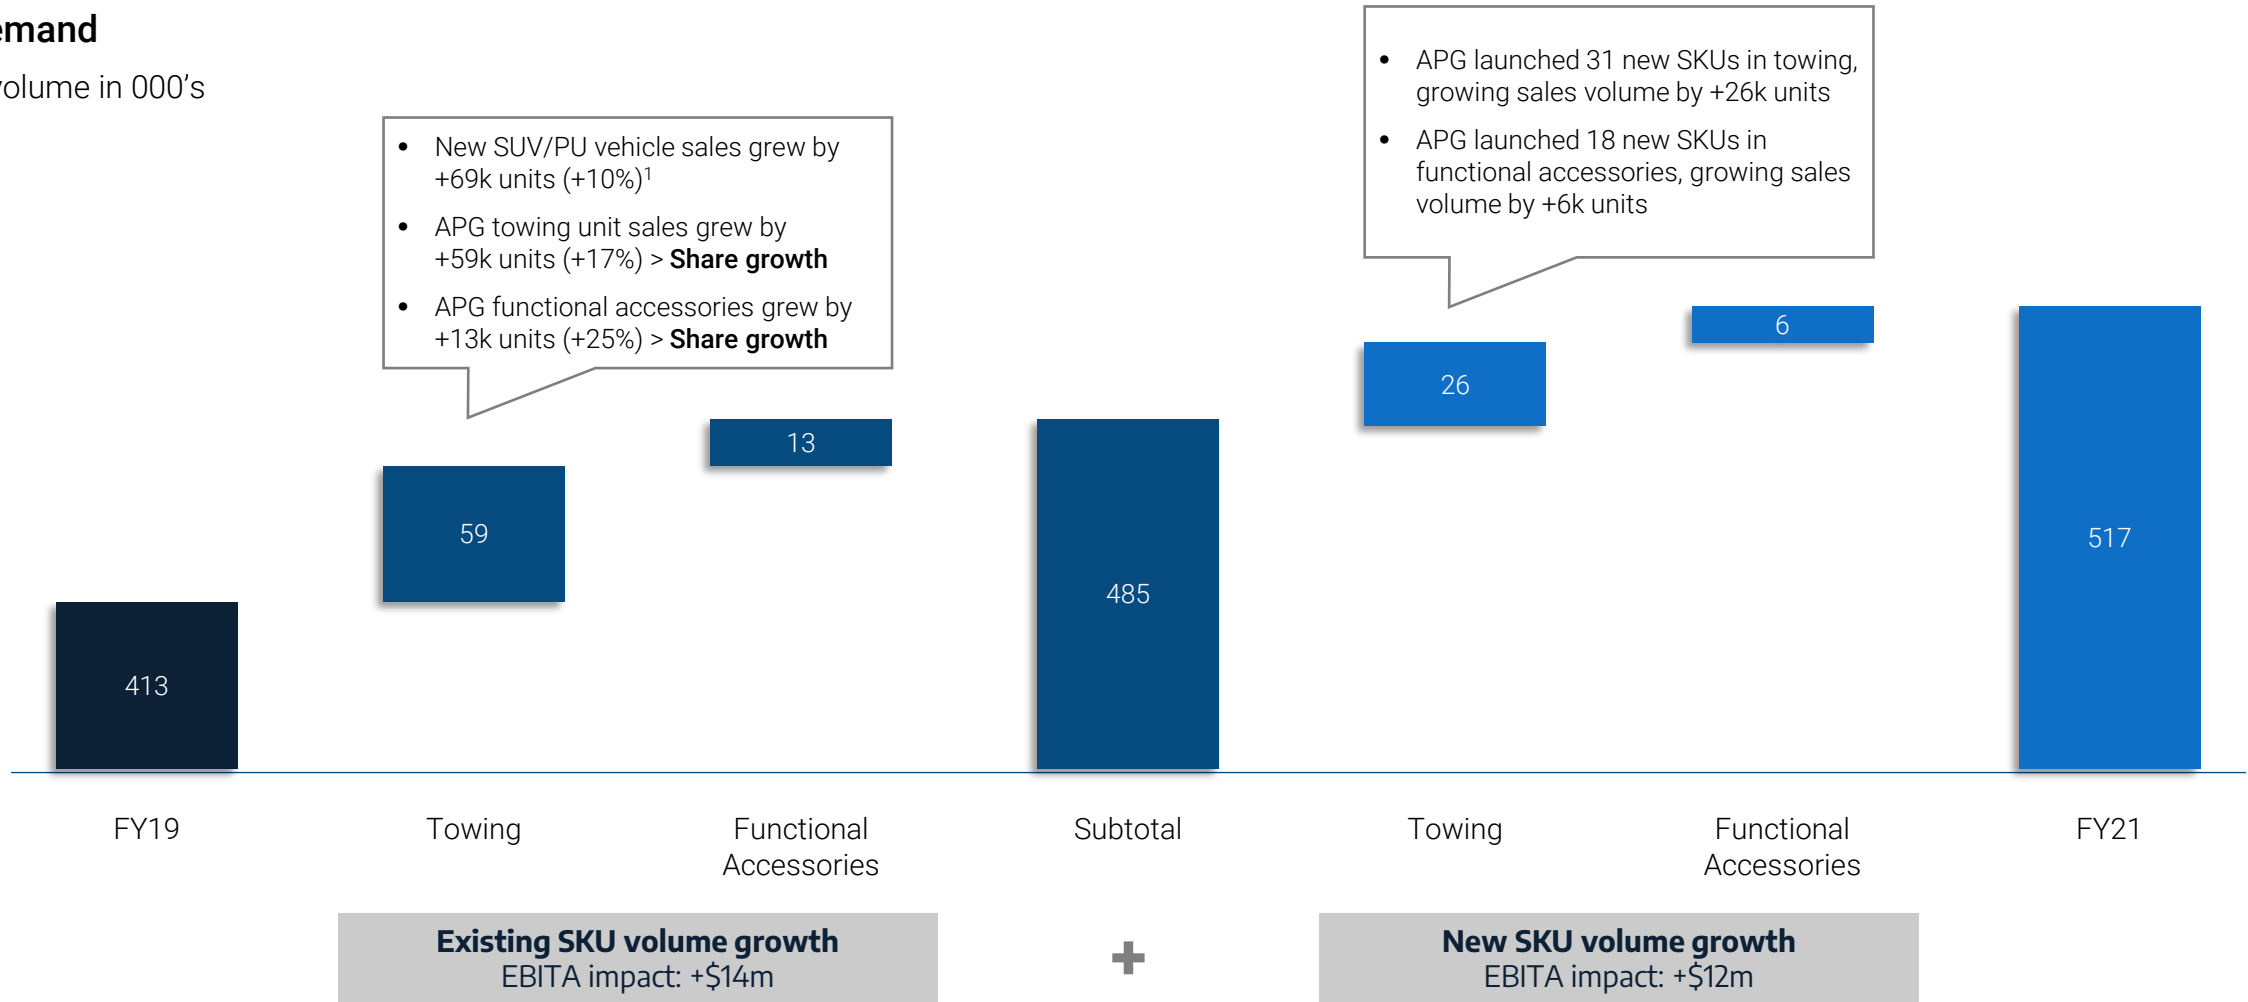 volume in 000's
• New SUV/PU vehicle sales grew by
+69k units (+10%)¹
• APG towing unit sales grew by
+59k units (+17%) > Share growth
• APG functional accessories grew by
+13k units (+25%) > Share growth
• APG launched 31 new SKUs in towing,
growing sales volume by +26k units
• APG launched 18 new SKUs in
functional accessories, growing sales
volume by +6k units
413
59
13
485
26
6
517
FY19
Towing
Functional
Accessories
Subtotal
Towing
Functional
Accessories
FY21
Existing SKU volume growth
EBITA impact: +$14m
+
New SKU volume growth
EBITA impact: +$12m